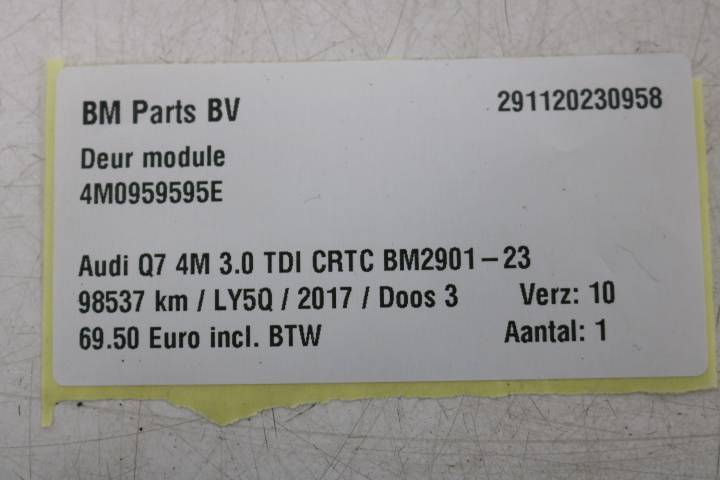 BM Parts BV 291120230958
Deur module
4M0959595E
Audi Q7 4M 3.0 TDI CRTC BM2901-23
98537 km / LY5Q / 2017 / Doos 3 Verz: 10
69.50 Euro incl. BTW Aantal: 1